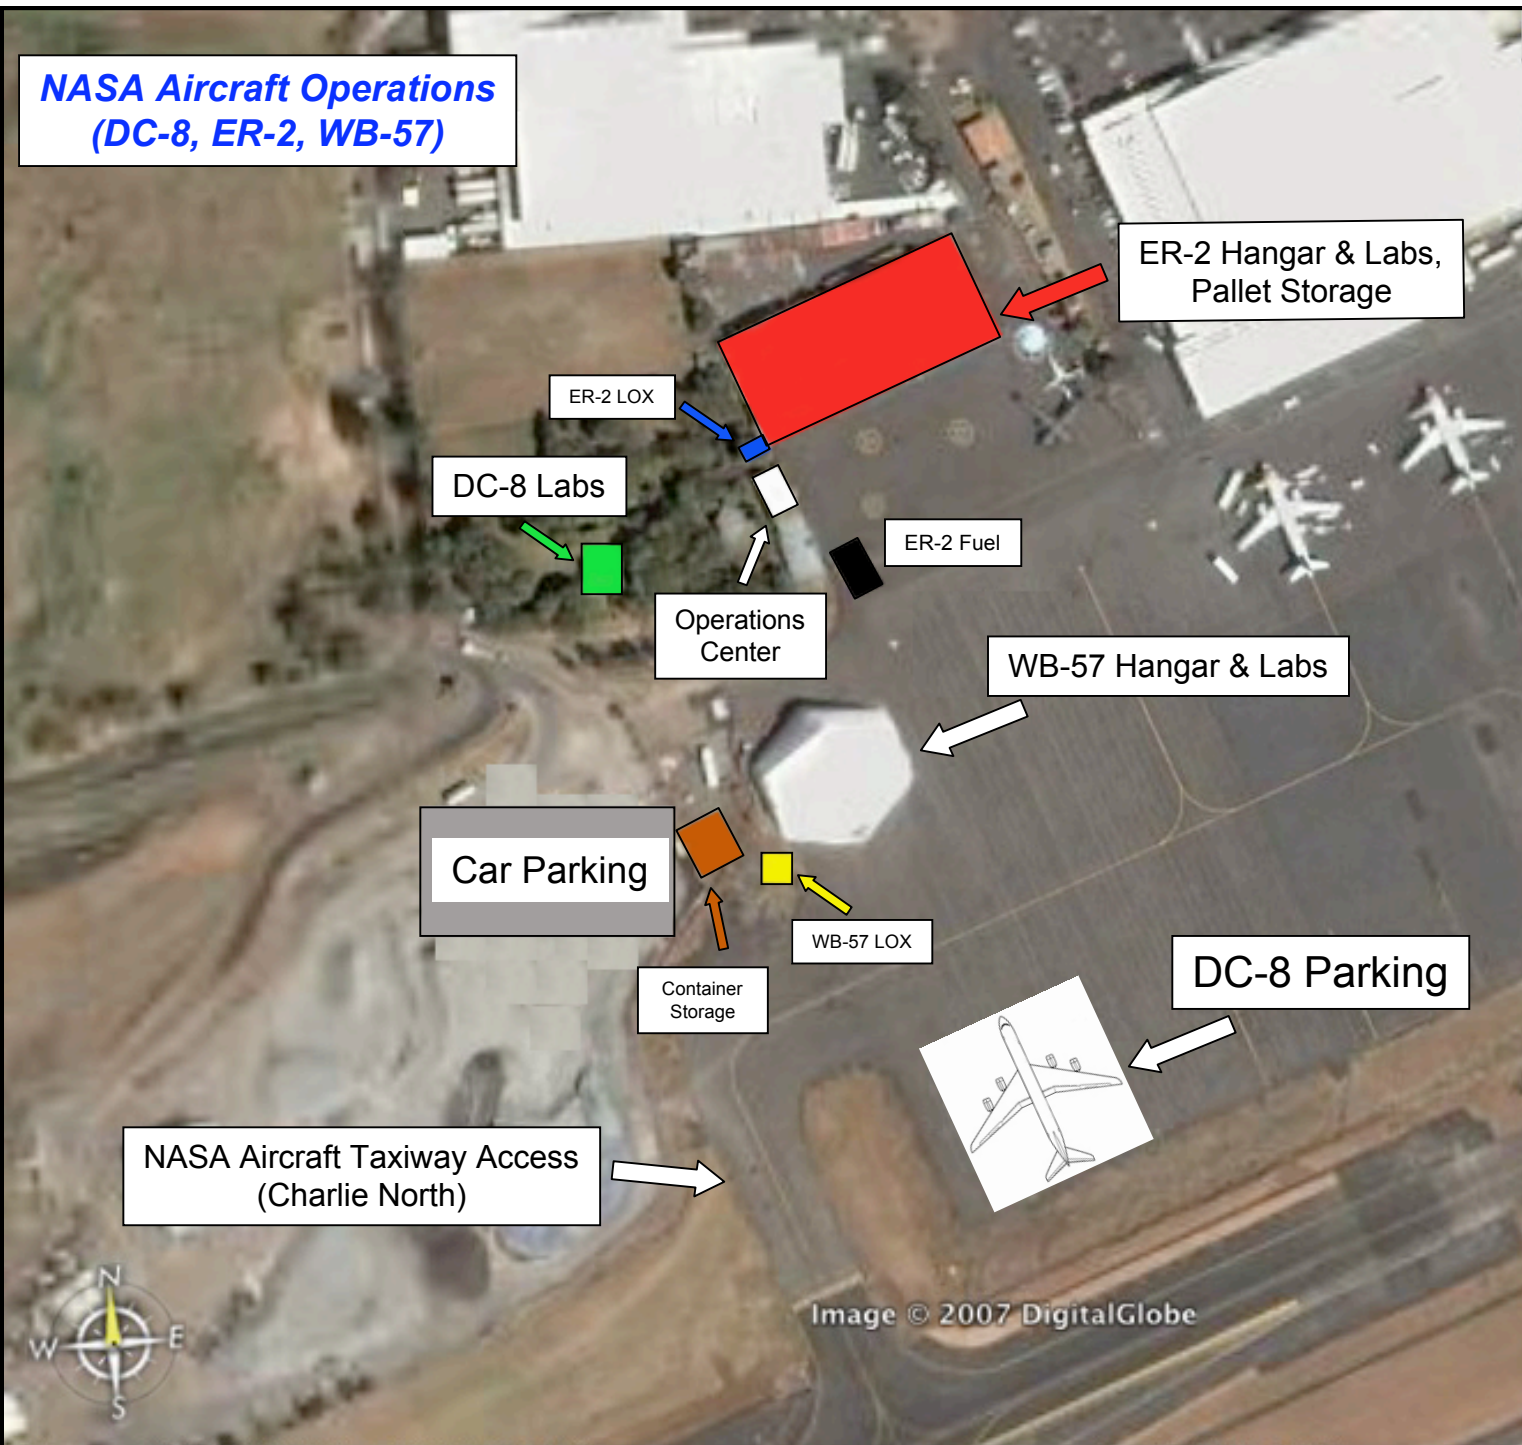 NASA Aircraft Operations
(DC-8, ER-2, WB-57)
ER-2 Hangar & Labs,
Pallet Storage
ER-2 LOX
DC-8 Labs
ER-2 Fuel
Operations
Center
WB-57 Hangar & Labs
Car Parking
WB-57 LOX
Container
Storage
DC-8 Parking
NASA Aircraft Taxiway Access
(Charlie North)
N
W E
S
Image © 2007 DigitalGlobe